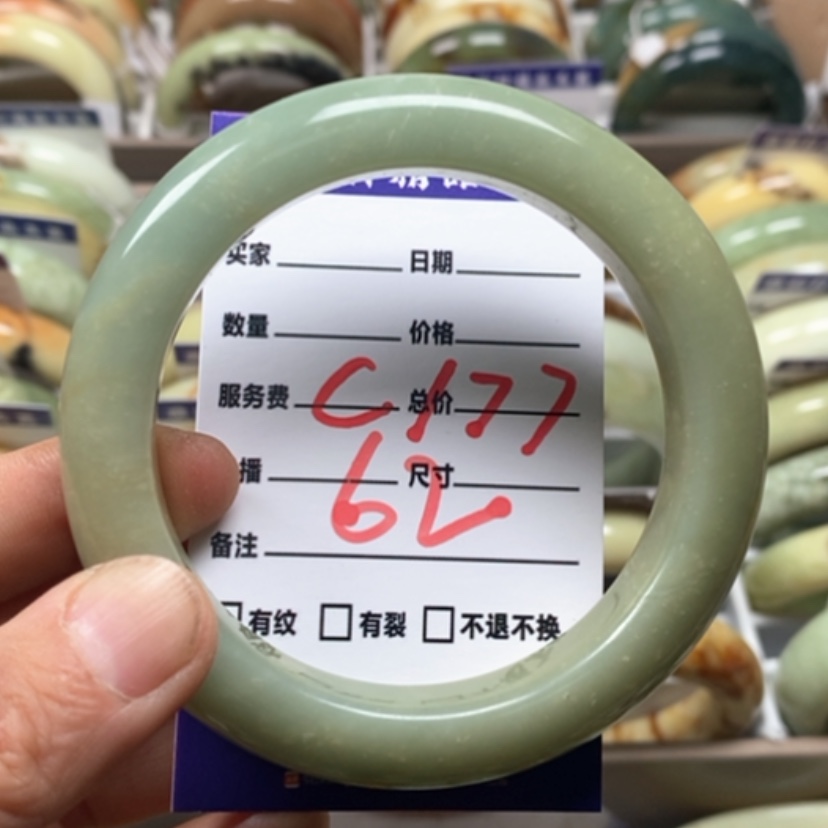 买家 日期
数量 价格
服务费 总价
C177
播 尺寸
62
备注
有纹 有裂 不退不换